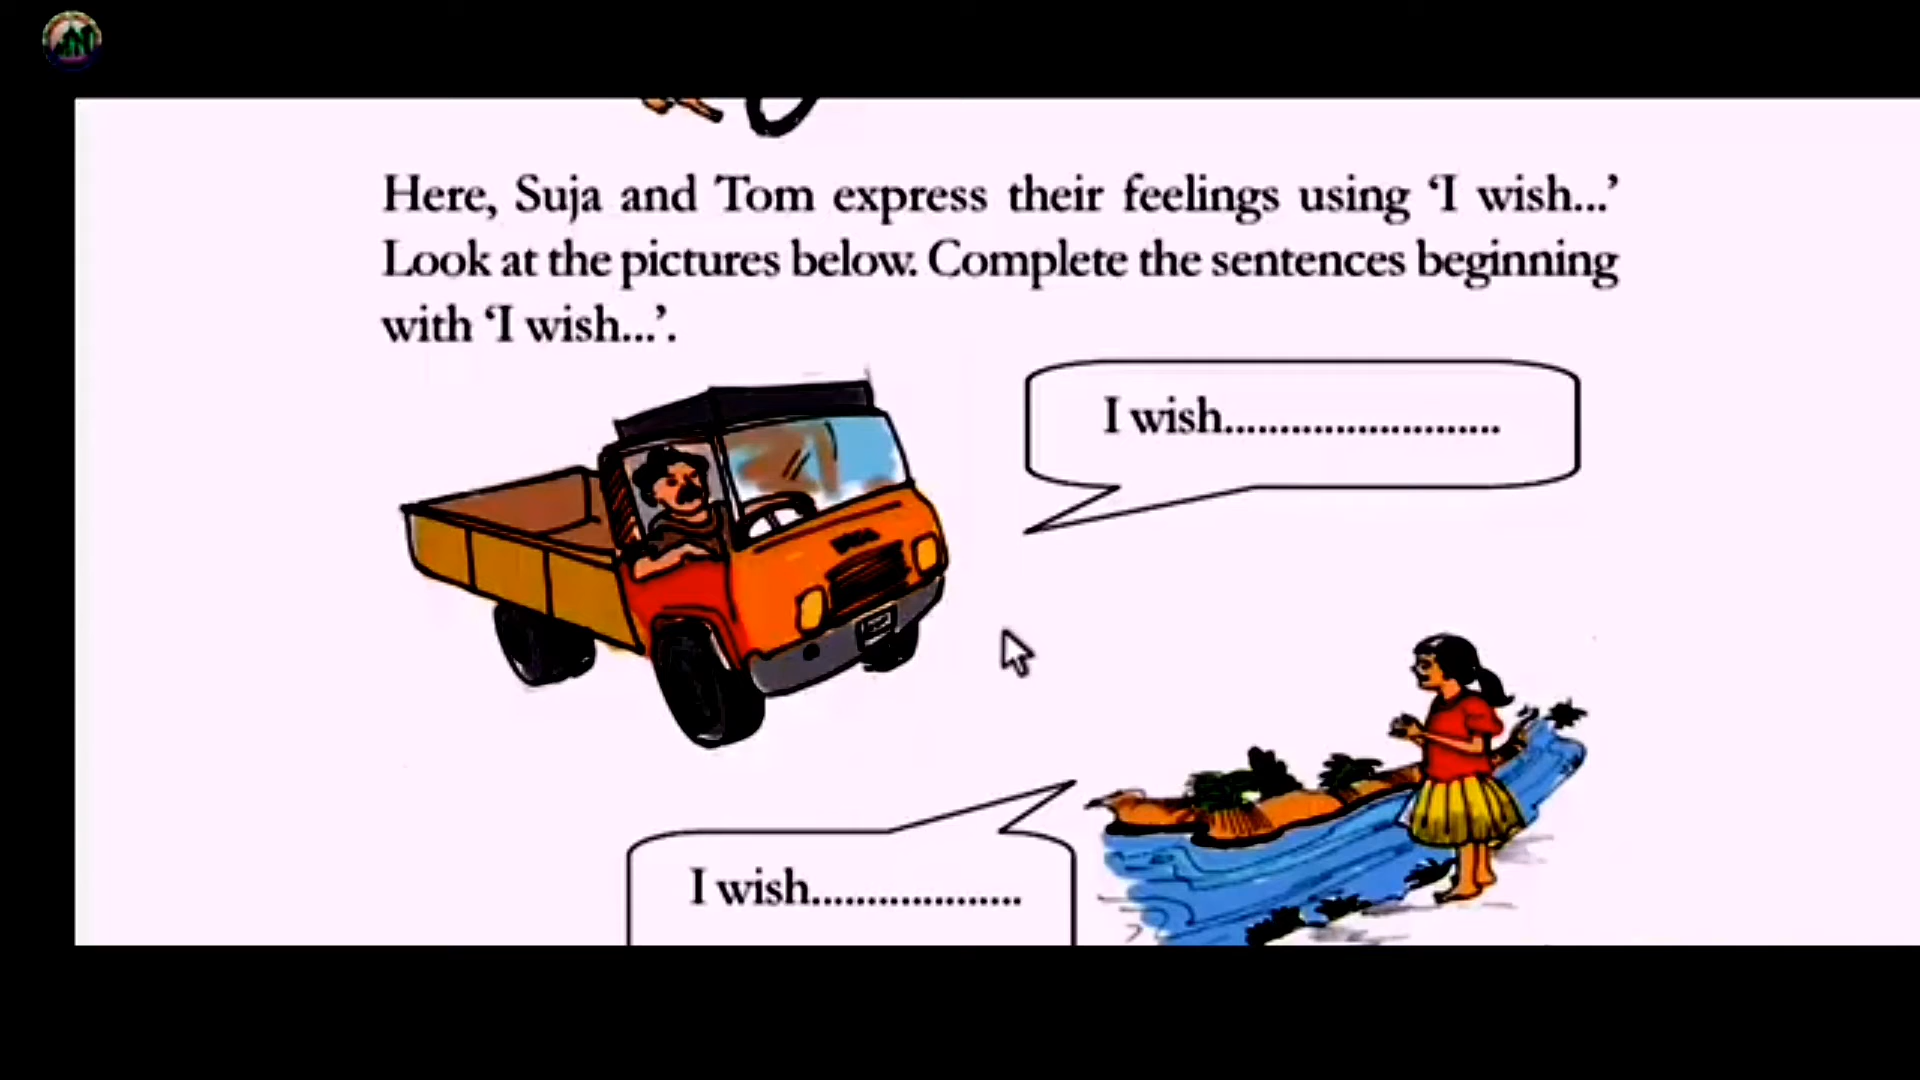 Here, Suja and Tom express their feelings using ‘I wish...’
Look at the pictures below. Complete the sentences beginning
with ‘I wish...’.
I wish.........................
I wish...................